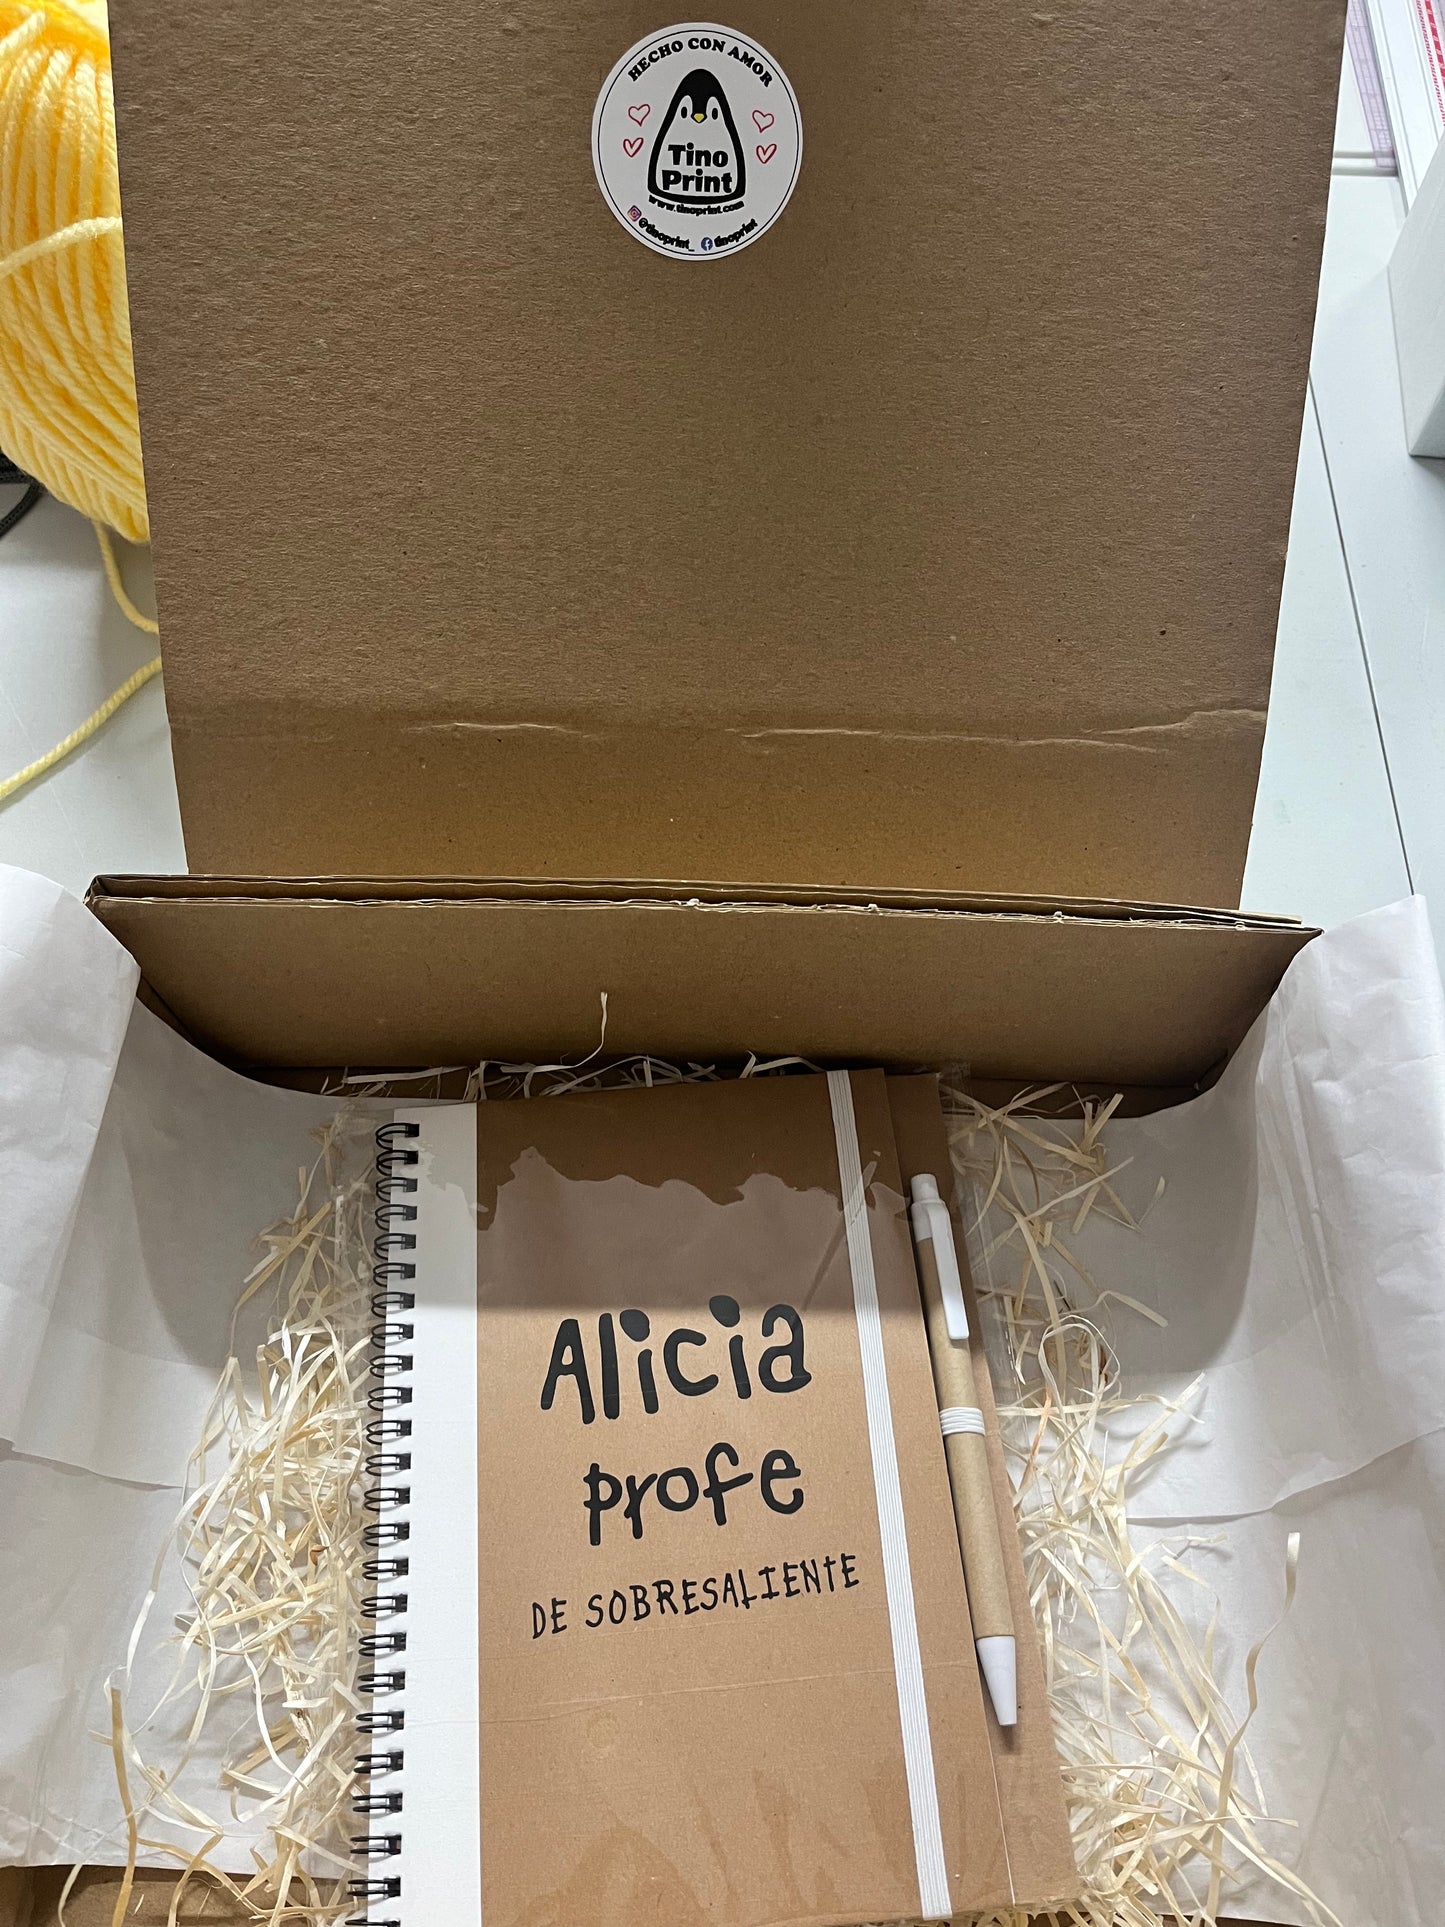 HECHO CON AMOR
Tino
Print
www.tinoprint.com
@tinoprint_ tinoprint
Alicia
profe
DE SOBRESALIENTE